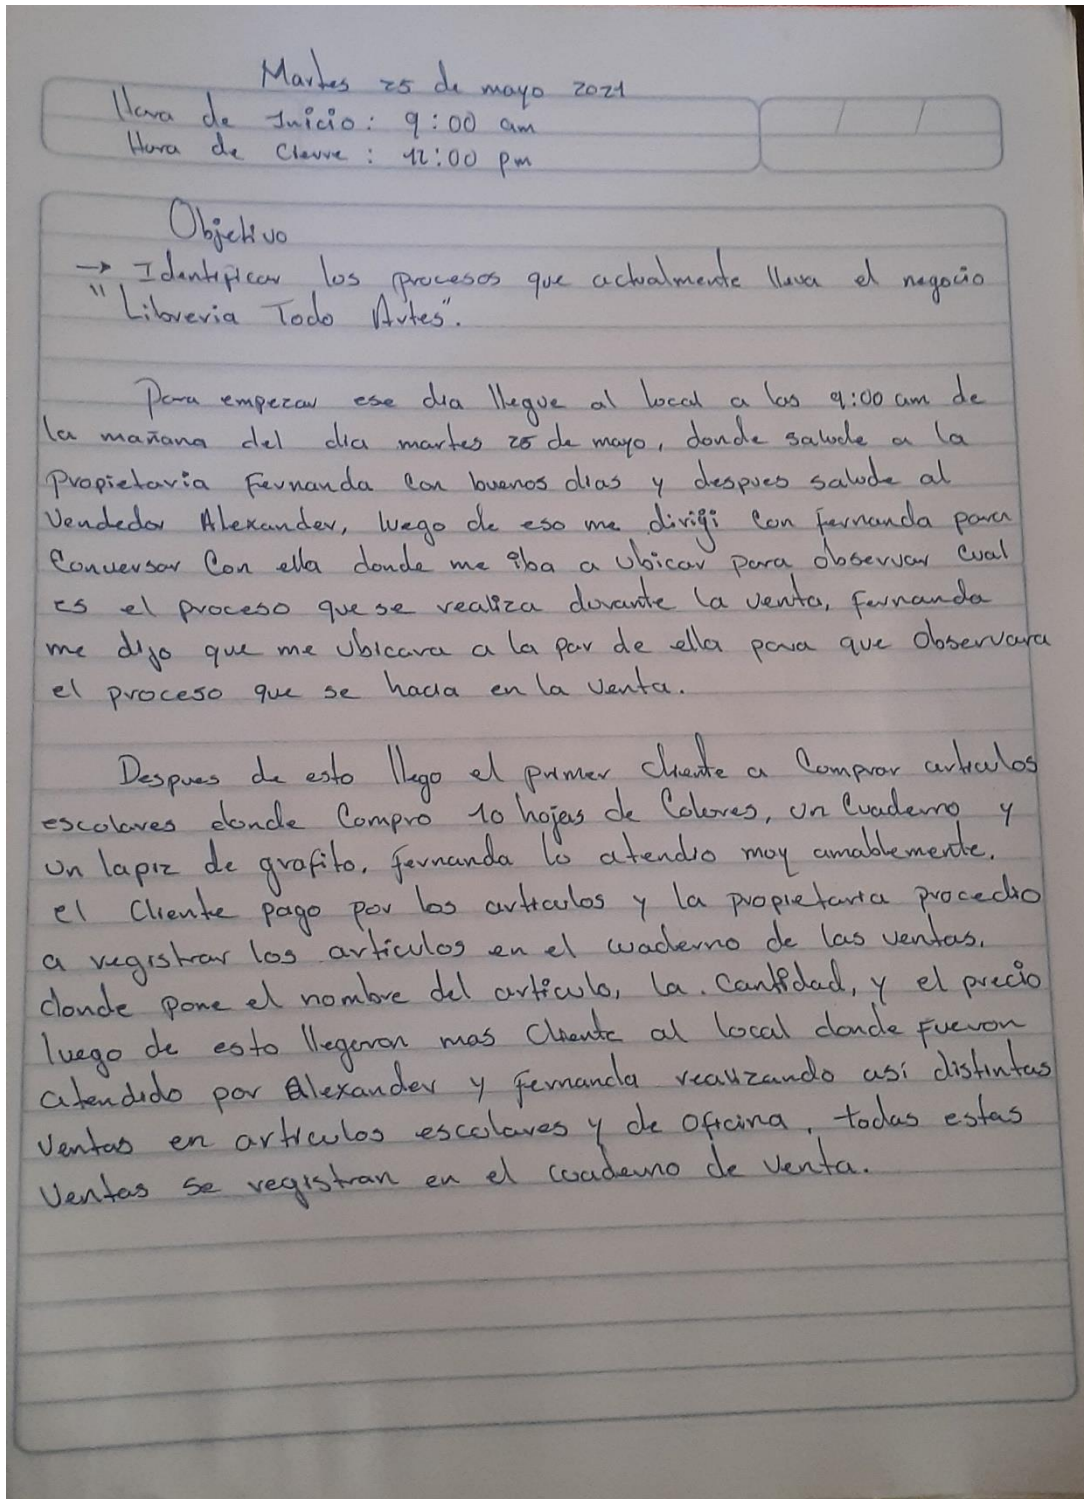 Martes 25 de mayo 2021
Hora de Inicio: 9:00 am
Hora de Cierre : 12:00 pm
Objetivo
→ Identificar los procesos que actualmente lleva el negocio
"Libreria Todo Artes".
Para empezar ese dia llegue al local a las 9:00 am de
la mañana del dia martes 25 de mayo, donde salude a la
Propietaria Fernanda con buenos dias y despues salude al
Vendedor Alexander, luego de eso me dirigi con Fernanda para
Conversar Con ella donde me iba a ubicar para observar cual
es el proceso que se realiza durante la venta, Fernanda
me dijo que me ubicara a la par de ella para que Observara
el proceso que se hacia en la venta.
Despues de esto llego el primer cliente a Comprar articulos
escolares donde Compro 10 hojas de Colores, un Cuaderno y
un lapiz de grafito, Fernanda lo atendio muy amablemente.
el Cliente pago por los articulos y la propietaria procedio
a registrar los articulos en el cuaderno de las ventas,
donde pone el nombre del articulo, la. Cantidad, y el precio
luego de esto llegaron mas Cliente al local donde Fueron
atendido por Alexander y Fernanda realizando así distintas
Ventas en articulos escolares y de oficina, todas estas
Ventas se registran en el cuaderno de venta.